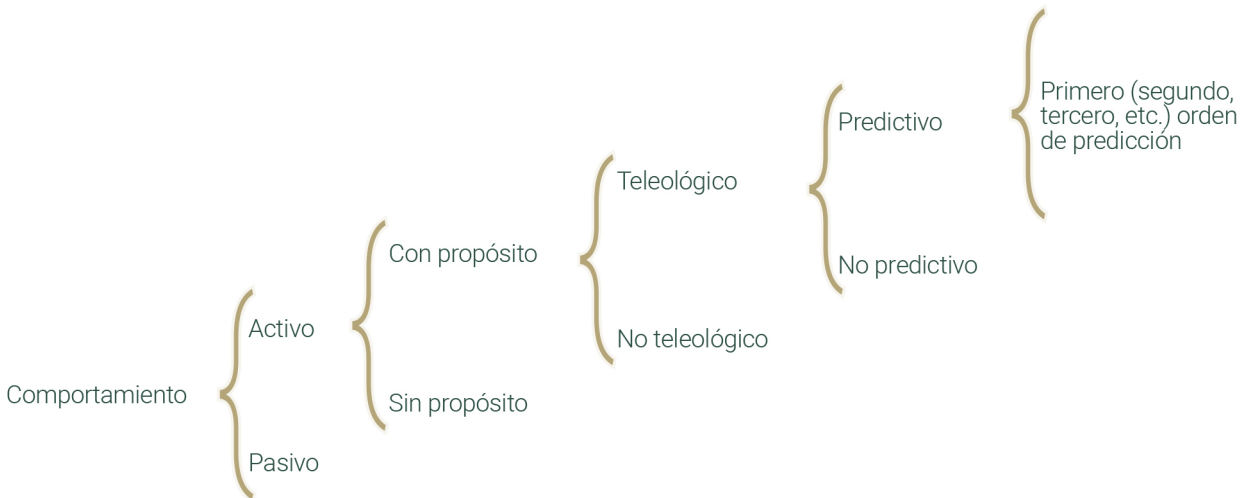 Primero (segundo,
tercero, etc.) orden
de predicción
Predictivo
Teleológico
Con propósito
No predictivo
Activo
No teleológico
Comportamiento
Sin propósito
Pasivo